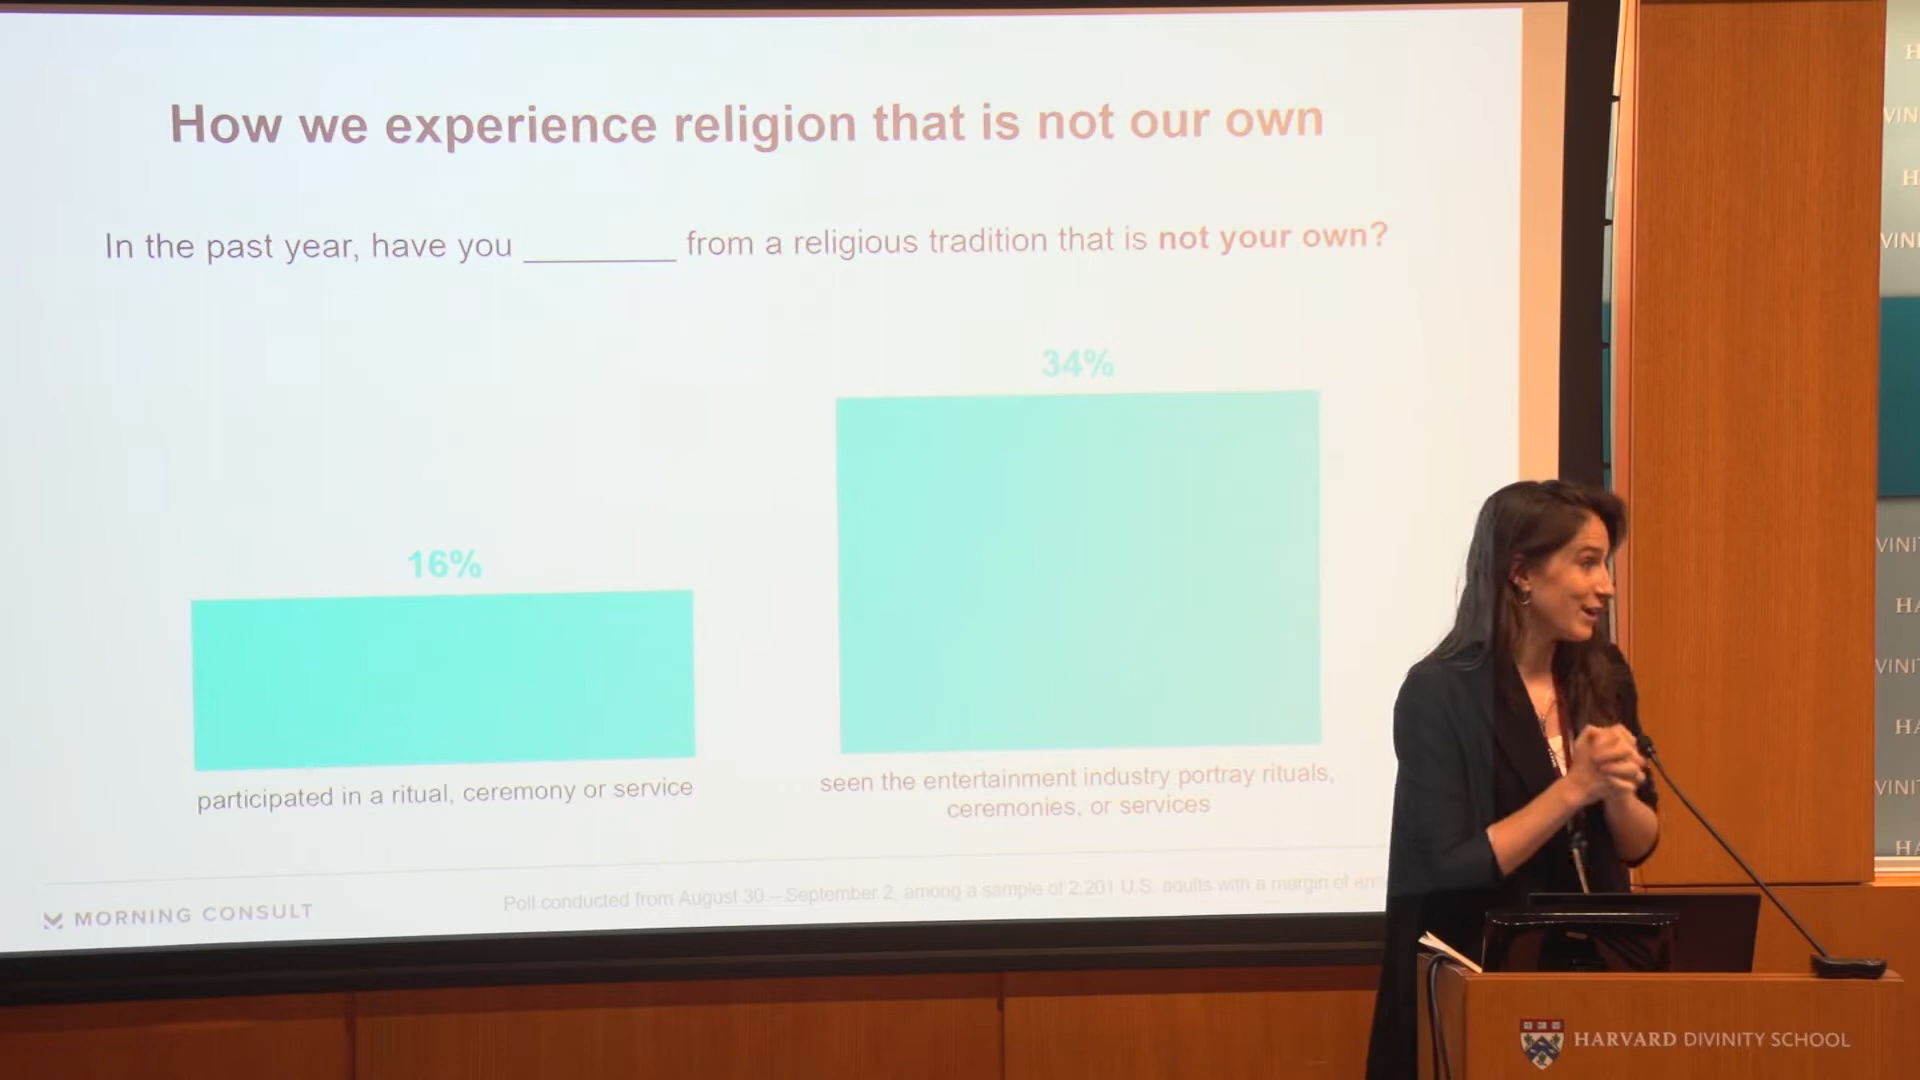 How we experience religion that is not our own
In the past year, have you ________ from a religious tradition that is not your own?
34%
16%
participated in a ritual, ceremony or service
seen the entertainment industry portray rituals,
ceremonies, or services
MORNING CONSULT
Poll conducted from August 30 – September 2, among a sample of 2,201 U.S. adults with a margin of
HARVARD DIVINITY SCHOOL